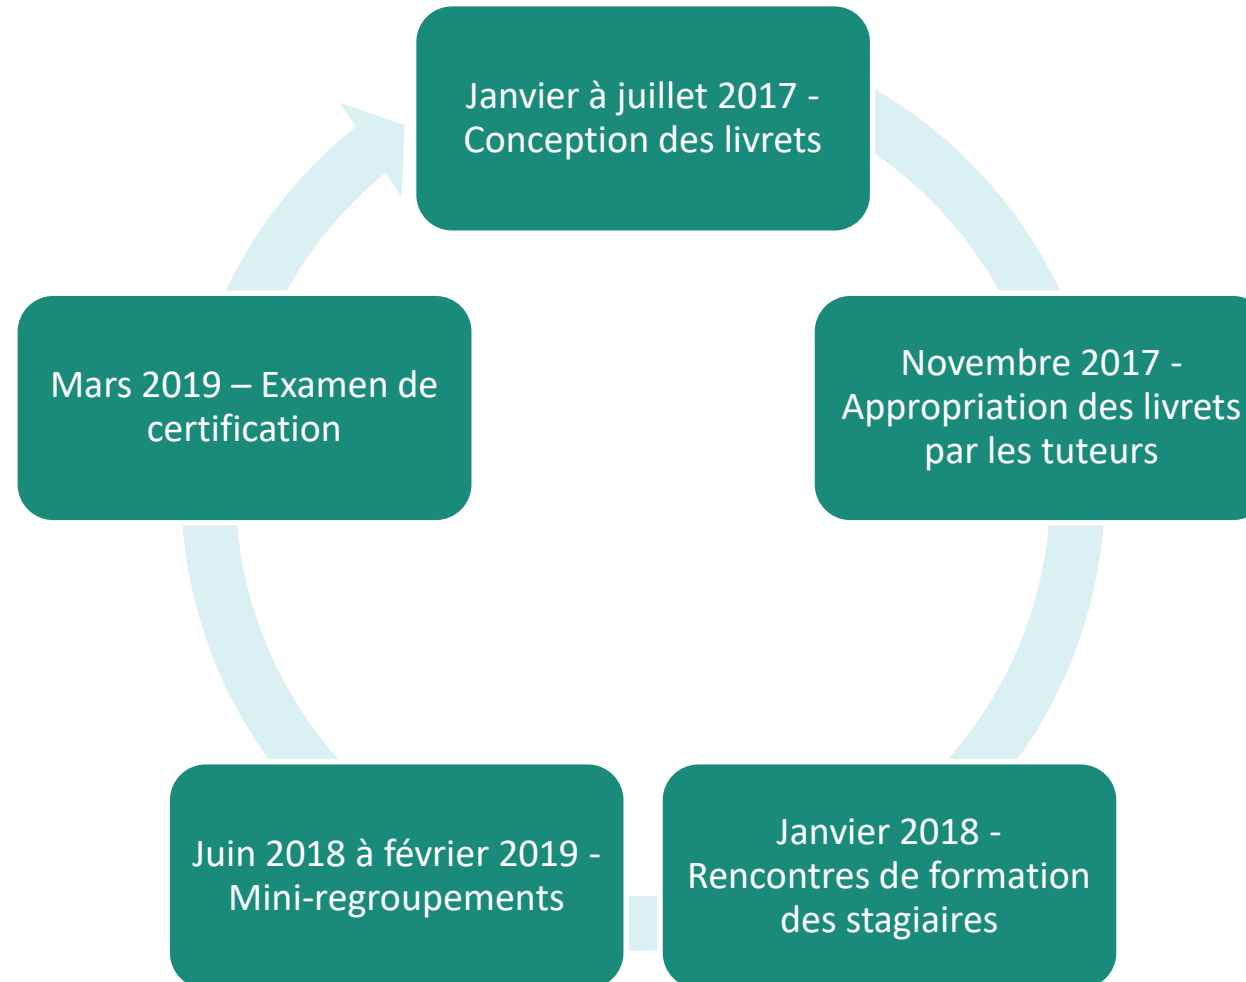 Janvier à juillet 2017 -
Conception des livrets
Novembre 2017 -
Appropriation des livrets
par les tuteurs
Janvier 2018 -
Rencontres de formation
des stagiaires
Juin 2018 à février 2019 -
Mini-regroupements
Mars 2019 – Examen de
certification